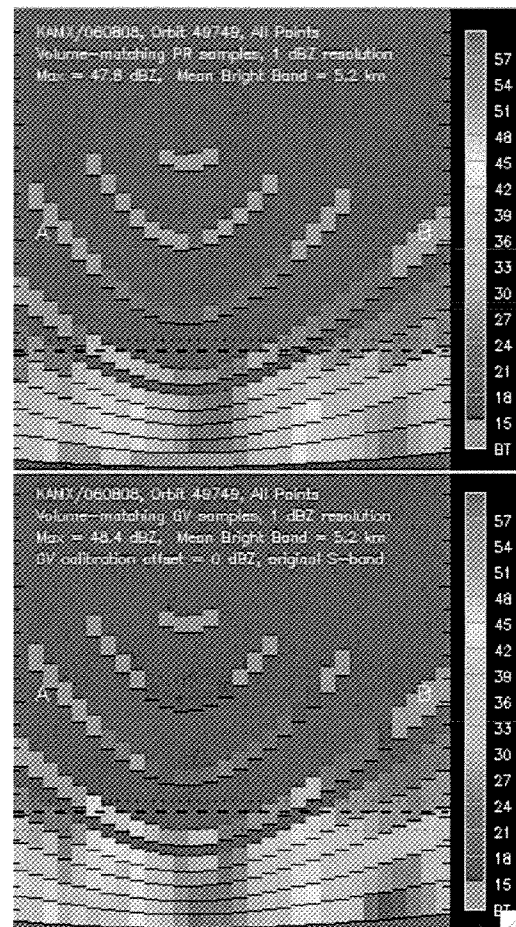 KAMX/060808, Orbit 49749, All Points
Volume-matching PR samples, 1 dBZ resolution
Max = 47.8 dBZ, Mean Bright Band = 5.2 km
57
54
51
48
45
42
39
36
33
30
27
24
21
18
15
BT
A
B
KAMX/060808, Orbit 49749, All Points
Volume-matching GV samples, 1 dBZ resolution
Max = 48.4 dBZ, Mean Bright Band = 5.2 km
GV calibration offset = 0 dBZ, original S-band
57
54
51
48
45
42
39
36
33
30
27
24
21
18
15
BT
A
B